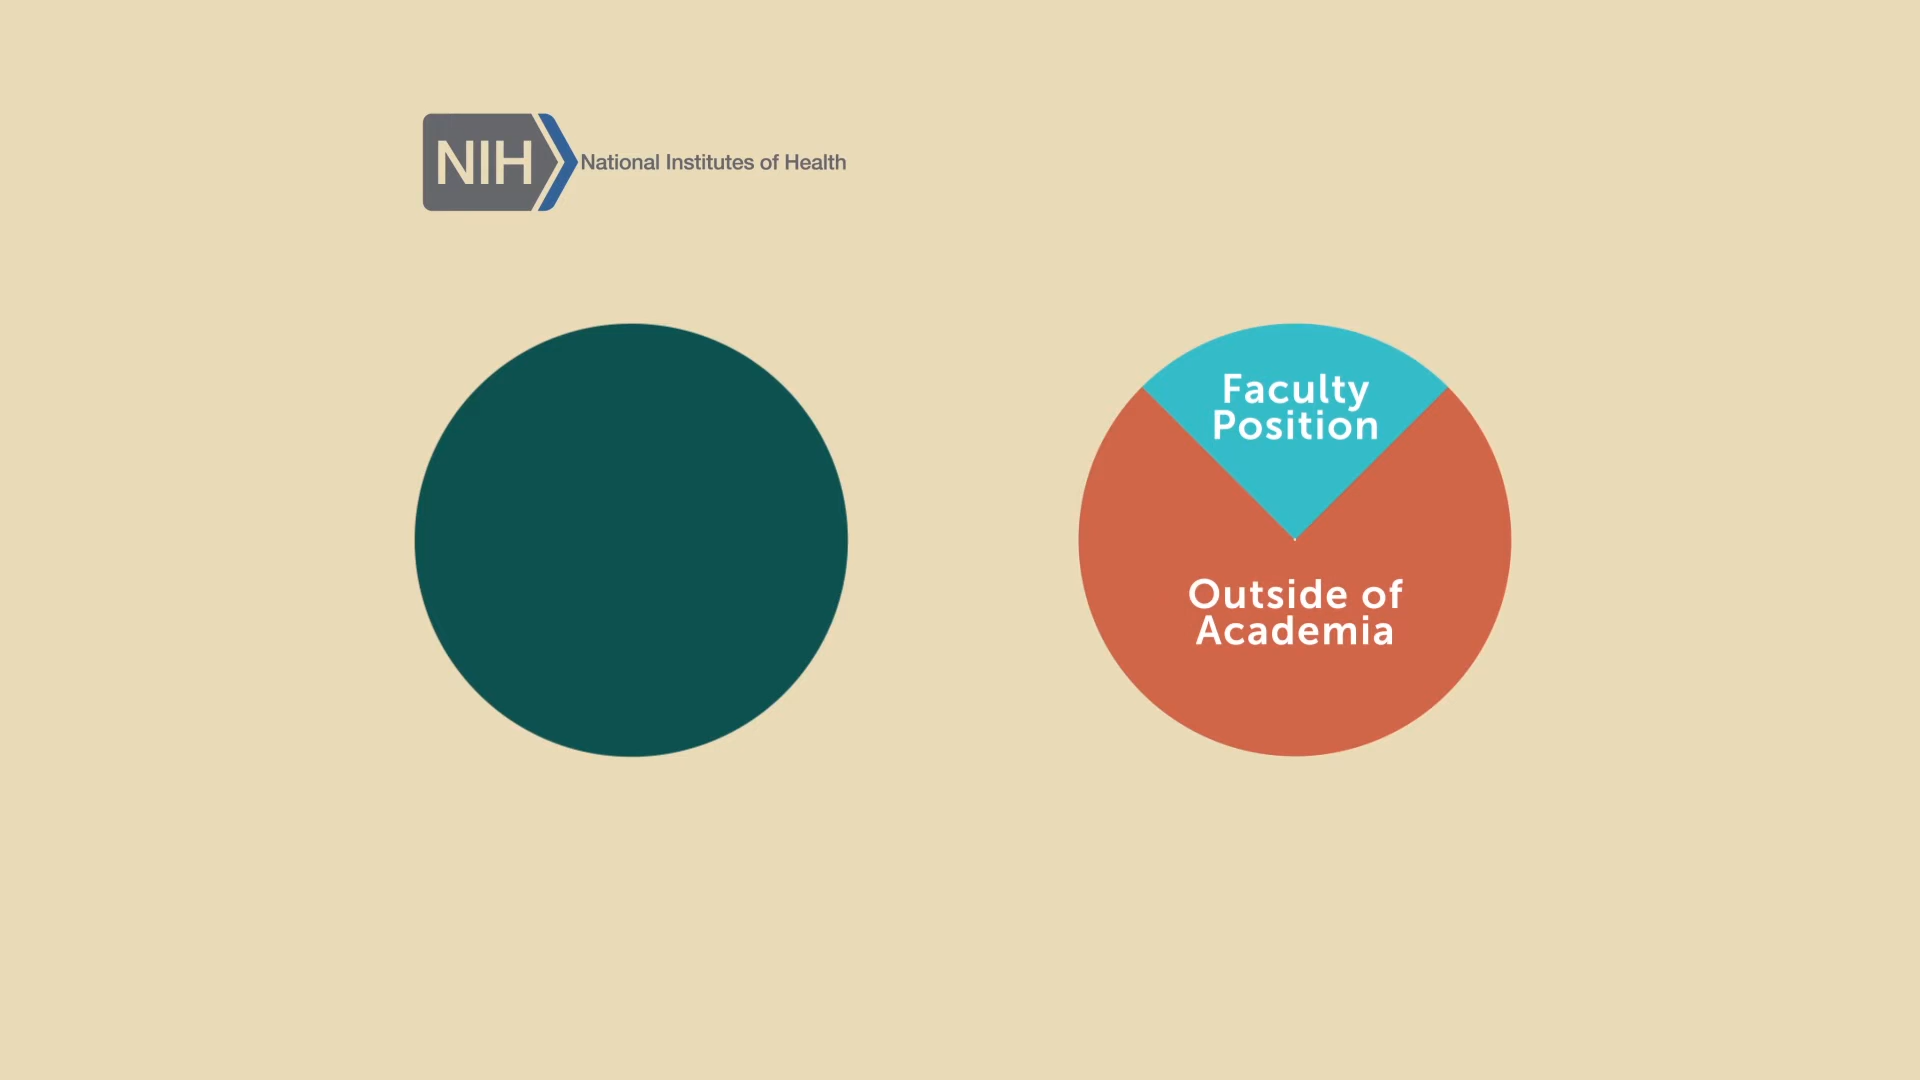 NIH National Institutes of Health
Faculty
Position
Outside of
Academia